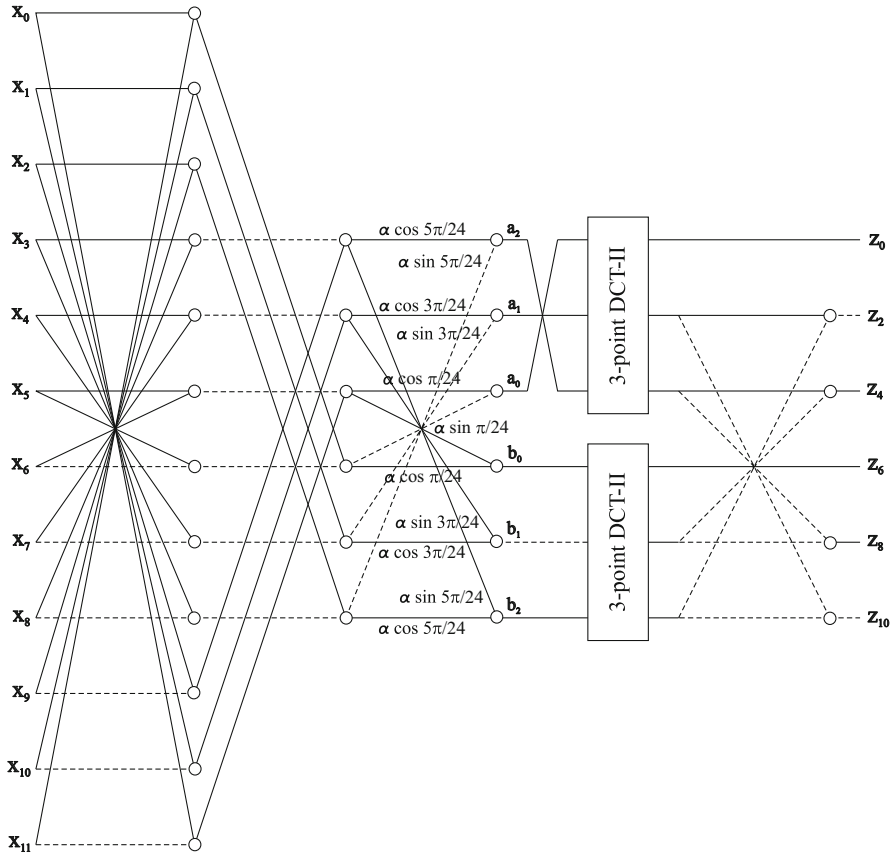 X₀
X₁
X₂
X₃ α cos 5π/24 a₂ Z₀
α sin 5π/24
X₄ α cos 3π/24 a₁ Z₂
α sin 3π/24
3-point DCT-II
X₅ α cos π/24 a₀ Z₄
α sin π/24
X₆ b₀ Z₆
α cos π/24
α sin 3π/24
X₇ b₁ Z₈
α cos 3π/24
3-point DCT-II
α sin 5π/24
X₈ b₂ Z₁₀
α cos 5π/24
X₉
X₁₀
X₁₁